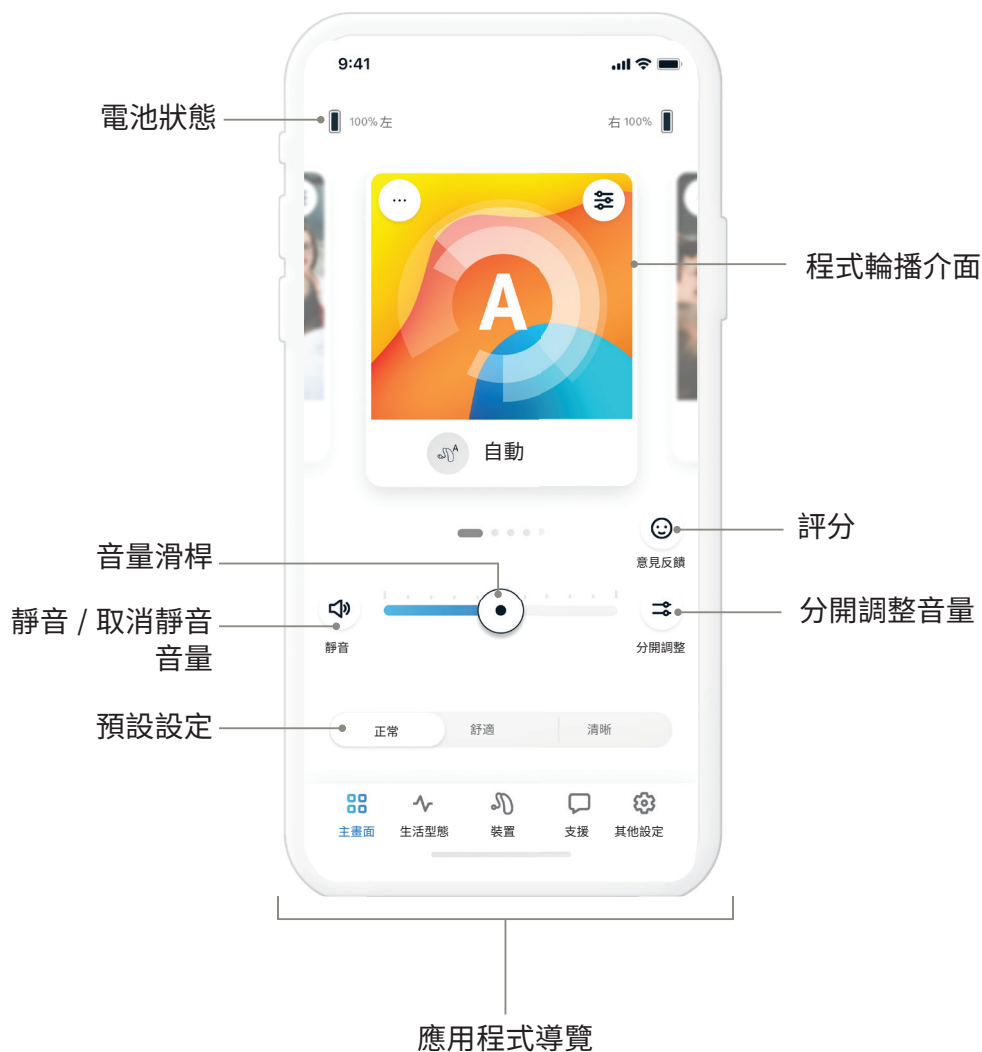 9:41
電池狀態
100% 左
右 100%
...
A
程式輪播介面
A
自動
評分
意見反饋
音量滑桿
靜音 / 取消靜音
音量
靜音
分開調整音量
分開調整
預設設定
正常
舒適
清晰
主畫面
生活型態
裝置
支援
其他設定
應用程式導覽